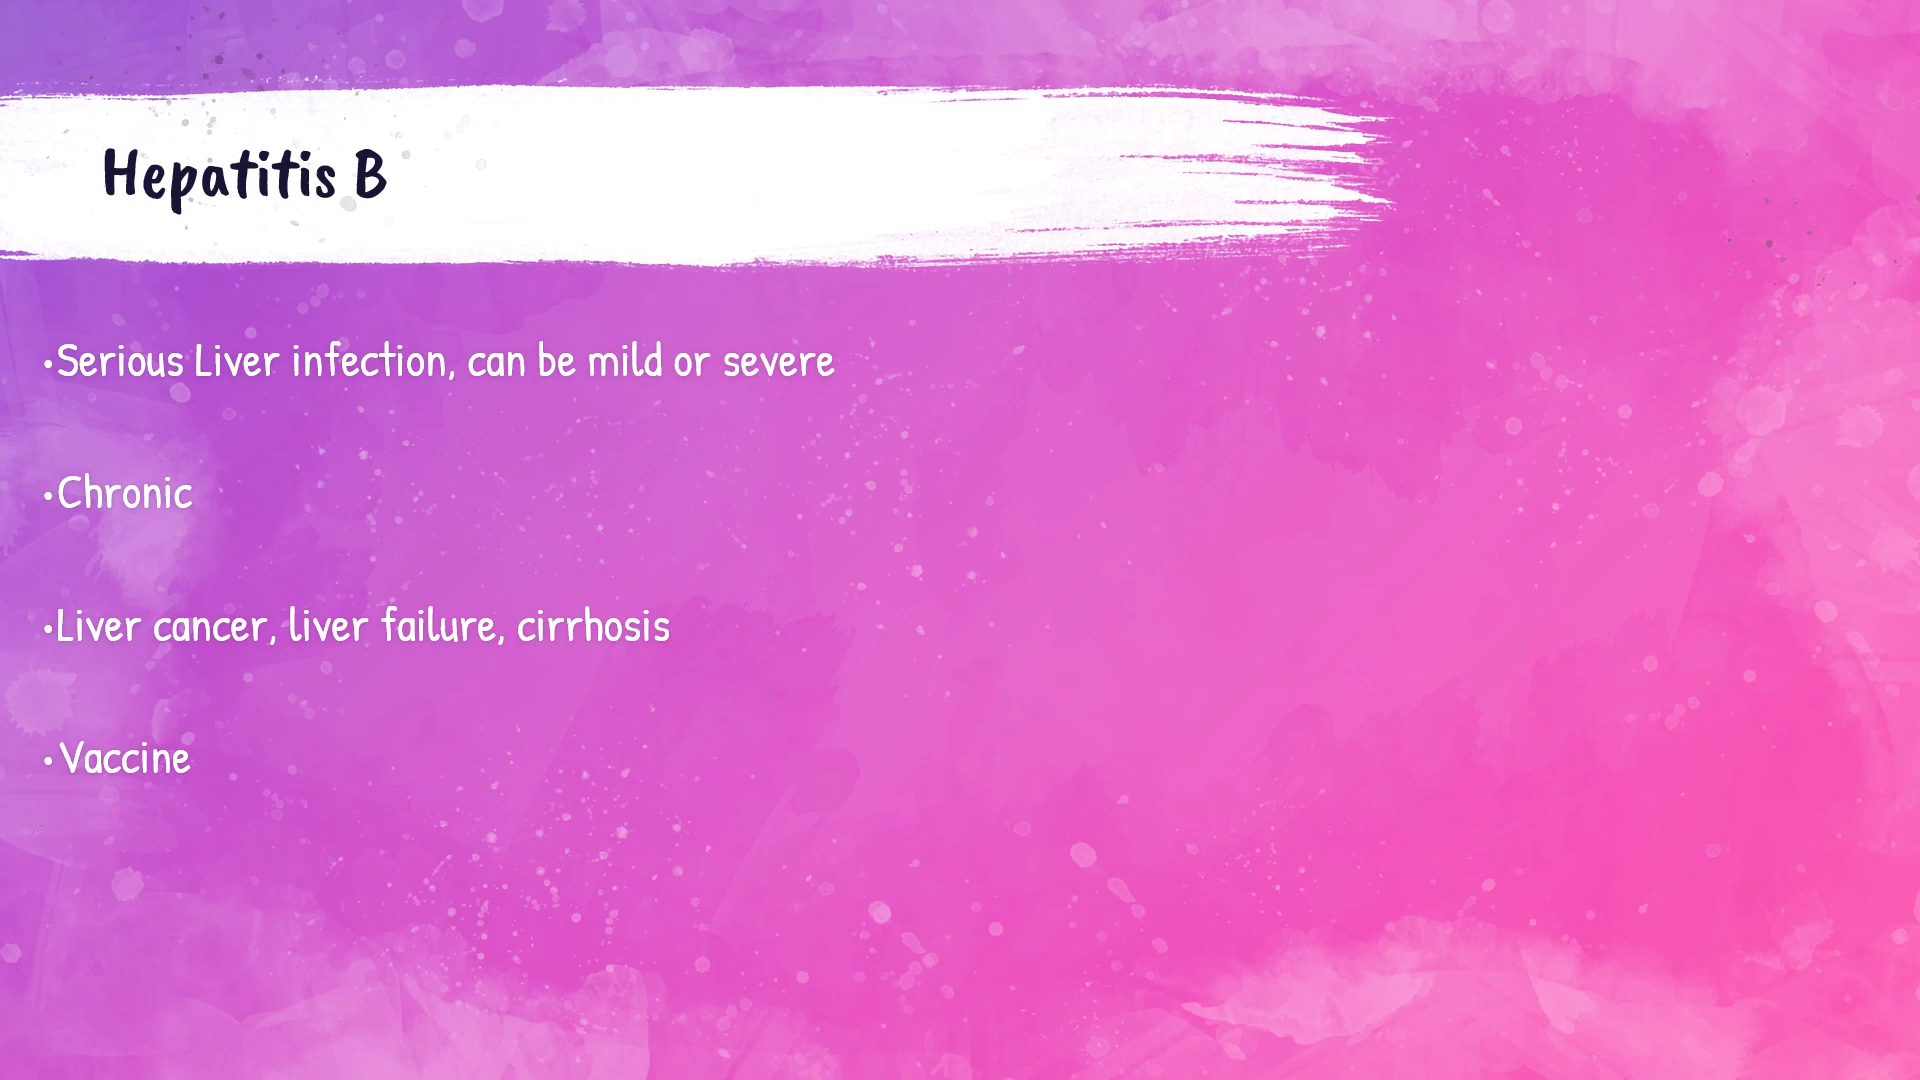 Hepatitis B
•Serious Liver infection, can be mild or severe
•Chronic
•Liver cancer, liver failure, cirrhosis
•Vaccine